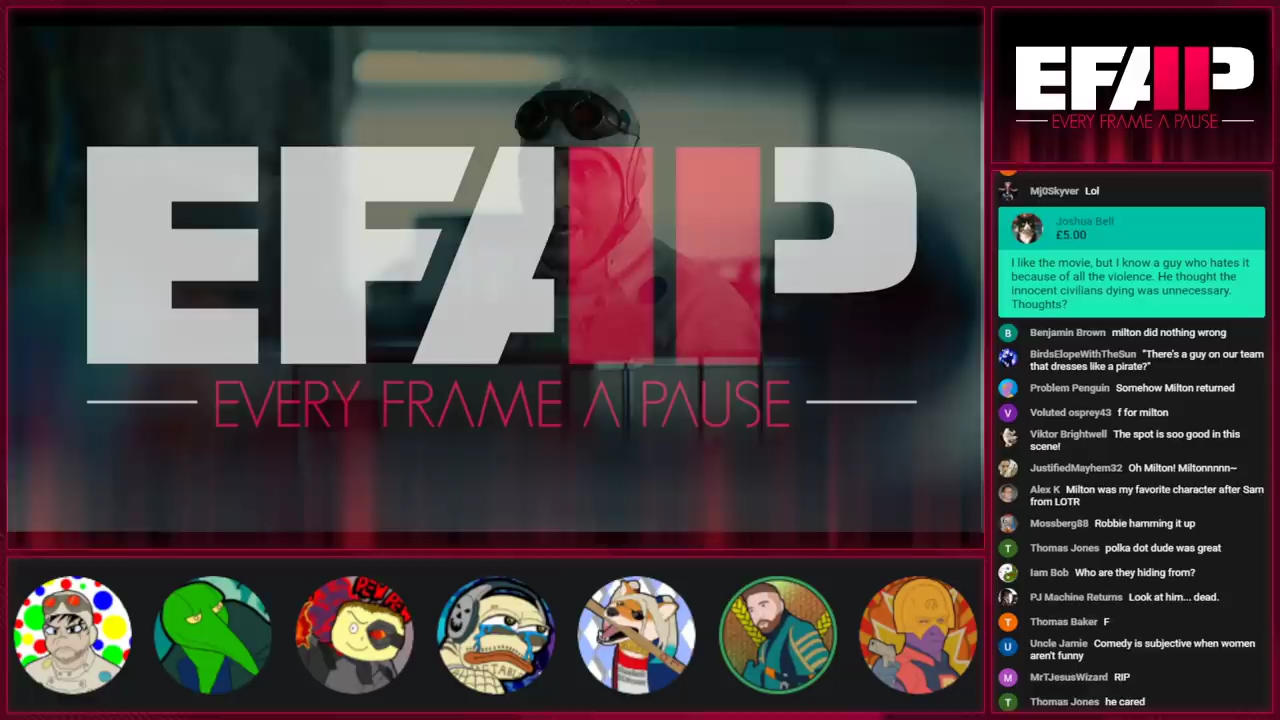 EFAP
EVERY FRAME A PAUSE
PEW PEW
EFAP
EVERY FRAME A PAUSE
Mj0Skyver Lol
Joshua Bell
£5.00
I like the movie, but I know a guy who hates it
because of all the violence. He thought the
innocent civilians dying was unnecessary.
Thoughts?
B Benjamin Brown milton did nothing wrong
BirdsElopeWithTheSun "There's a guy on our team
that dresses like a pirate?"
Problem Penguin Somehow Milton returned
V Voluted osprey43 f for milton
Viktor Brightwell The spot is soo good in this
scene!
JustifiedMayhem32 Oh Milton! Miltonnnnn~
Alex K Milton was my favorite character after Sam
from LOTR
Mossberg88 Robbie hamming it up
T Thomas Jones polka dot dude was great
Iam Bob Who are they hiding from?
PJ Machine Returns Look at him... dead.
T Thomas Baker F
U Uncle Jamie Comedy is subjective when women
aren't funny
M MrTJesusWizard RIP
T Thomas Jones he cared